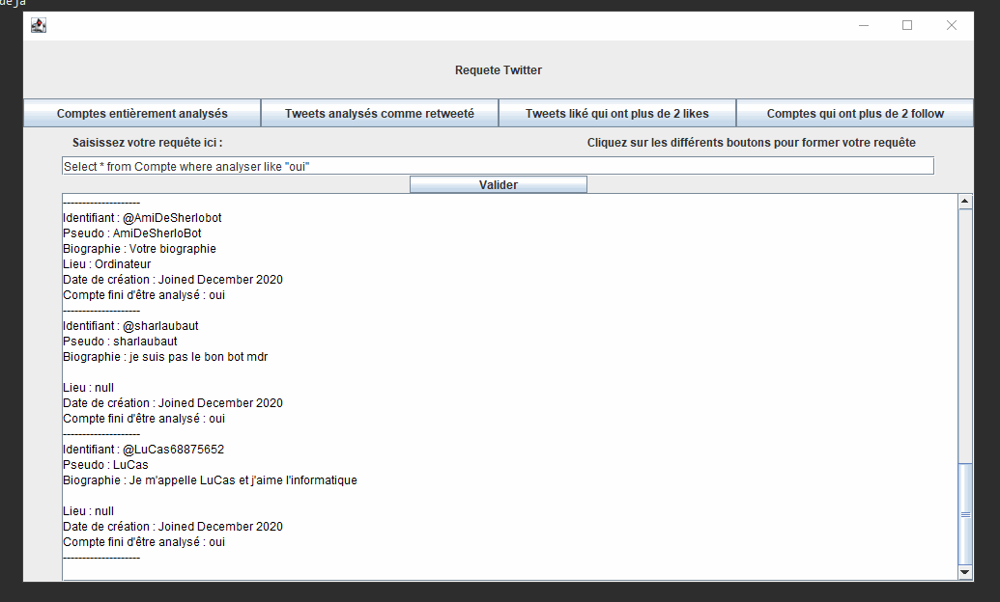 deja
Requete Twitter
Comptes entièrement analysés
Tweets analysés comme retweeté
Tweets liké qui ont plus de 2 likes
Comptes qui ont plus de 2 follow
Saisissez votre requête ici :
Cliquez sur les différents boutons pour former votre requête
Select * from Compte where analyser like "oui"
Valider
--------------------
Identifiant : @AmiDeSherlobot
Pseudo : AmiDeSherloBot
Biographie : Votre biographie
Lieu : Ordinateur
Date de création : Joined December 2020
Compte fini d'être analysé : oui
--------------------
Identifiant : @sharlaubaut
Pseudo : sharlaubaut
Biographie : je suis pas le bon bot mdr
Lieu : null
Date de création : Joined December 2020
Compte fini d'être analysé : oui
--------------------
Identifiant : @LuCas68875652
Pseudo : LuCas
Biographie : Je m'appelle LuCas et j'aime l'informatique
Lieu : null
Date de création : Joined December 2020
Compte fini d'être analysé : oui
--------------------